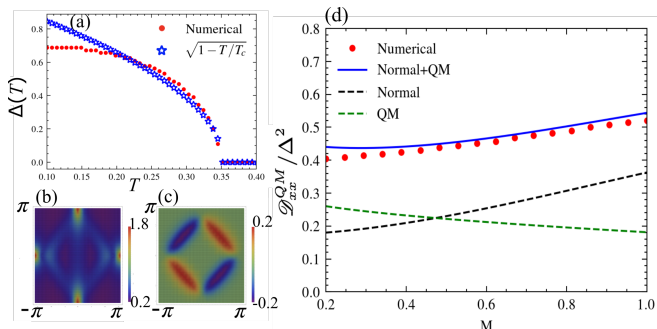 (a)
Numerical
√1 − T/Tc
Δ(T)
0.8
0.6
0.4
0.2
0.0
0.10 0.15 0.20 0.25 0.30 0.35 0.40
T
(b)
π
-π π
1.8
0.2
(c)
π
-π π
0.2
-0.2
(d)
Numerical
Normal+QM
Normal
QM
𝒟xx^QM/Δ²
0.8
0.7
0.6
0.5
0.4
0.3
0.2
0.1
0.0
0.2 0.4 0.6 0.8 1.0
M